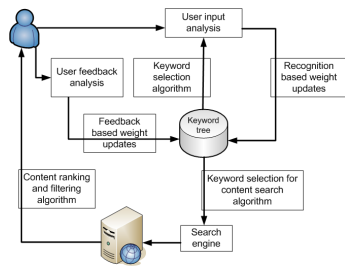 User input
analysis
User feedback
analysis
Keyword
selection
algorithm
Recognition
based weight
updates
Feedback
based weight
updates
Keyword
tree
Content ranking
and filtering
algorithm
Keyword selection for
content search
algorithm
Search
engine